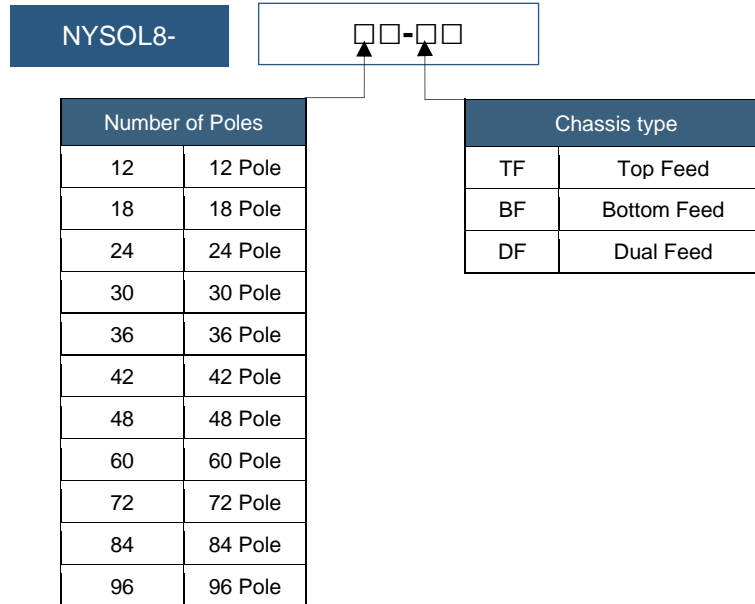 NYSOL8- □□-□□
Number of Poles
12 12 Pole
18 18 Pole
24 24 Pole
30 30 Pole
36 36 Pole
42 42 Pole
48 48 Pole
60 60 Pole
72 72 Pole
84 84 Pole
96 96 Pole
Chassis type
TF Top Feed
BF Bottom Feed
DF Dual Feed